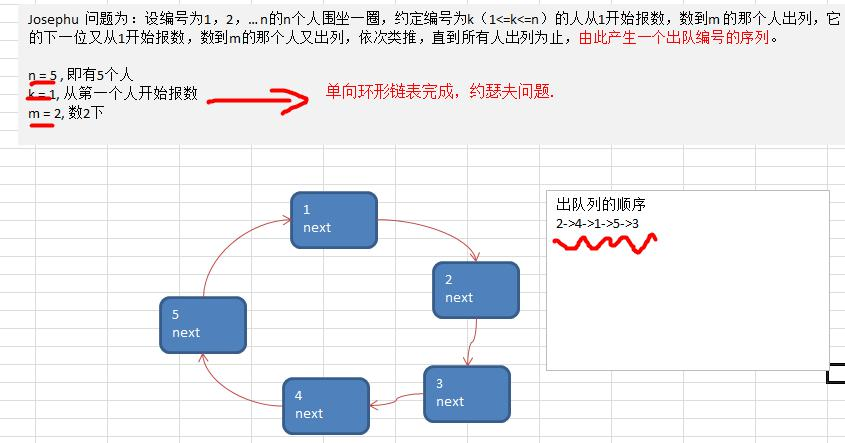 Josephu 问题为：设编号为1，2，… n的n个人围坐一圈，约定编号为k（1<=k<=n）的人从1开始报数，数到m 的那个人出列，它
的下一位又从1开始报数，数到m的那个人又出列，依次类推，直到所有人出列为止，由此产生一个出队编号的序列。
n = 5 , 即有5个人
k = 1, 从第一个人开始报数
单向环形链表完成，约瑟夫问题.
m = 2, 数2下
1
next
出队列的顺序
2->4->1->5->3
2
next
5
next
3
next
4
next